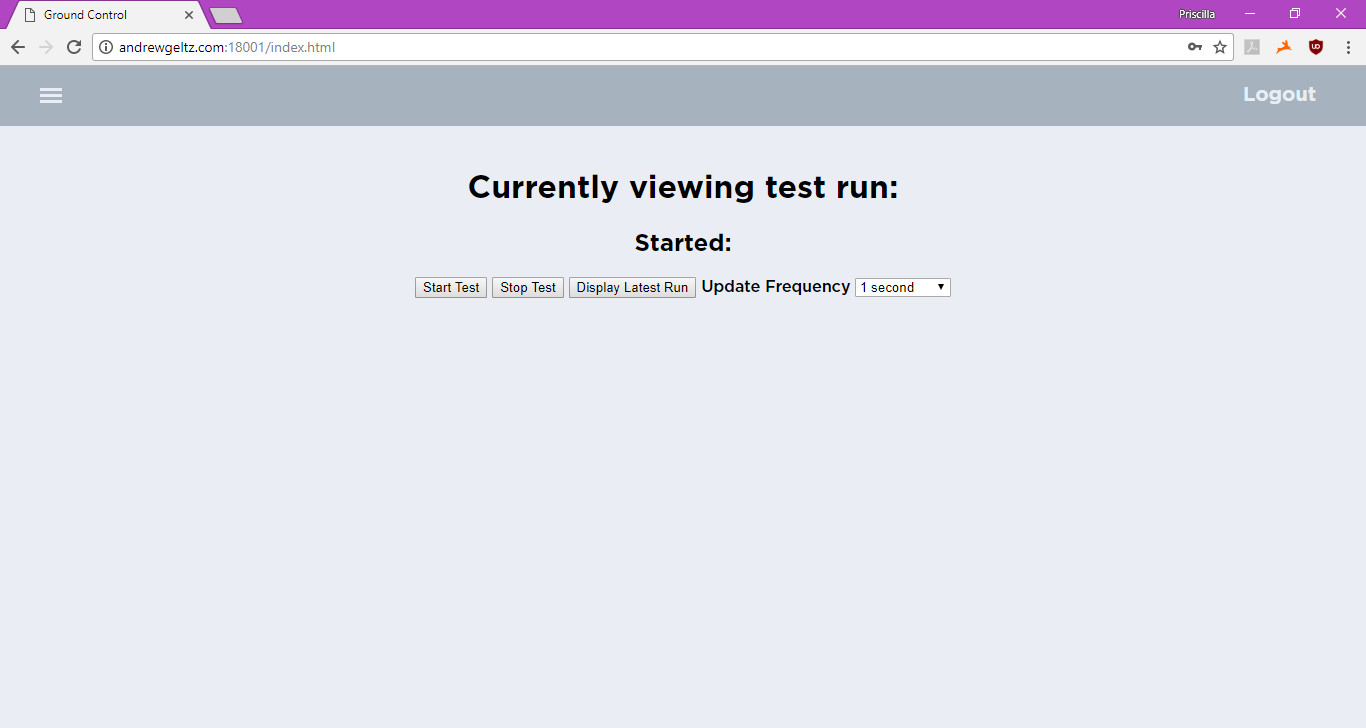 Ground Control
Priscilla
andrewgeltz.com:18001/index.html
Logout
Currently viewing test run:
Started:
Start Test Stop Test Display Latest Run Update Frequency 1 second